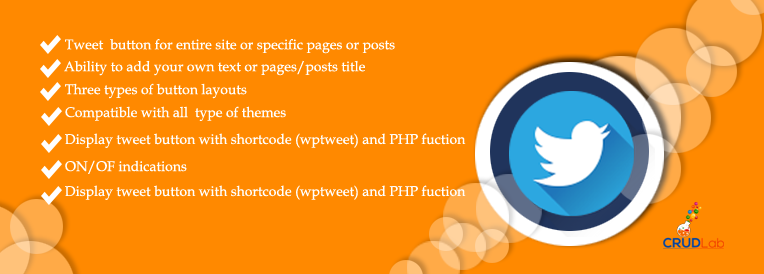 Tweet button for entire site or specific pages or posts
Ability to add your own text or pages/posts title
Three types of button layouts
Compatible with all type of themes
Display tweet button with shortcode (wptweet) and PHP fuction
ON/OF indications
Display tweet button with shortcode (wptweet) and PHP fuction
CRUDLab